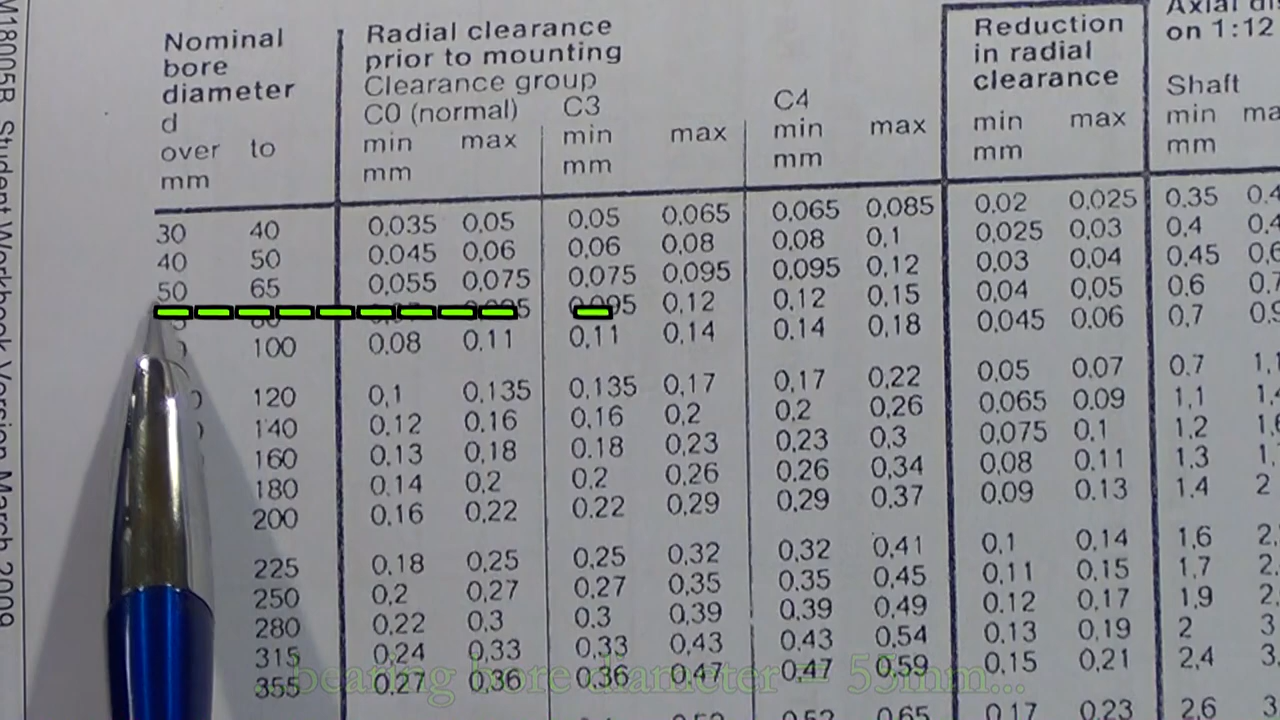 M18005B Student Workbook Version March 2009
Nominal bore diameter d over to mm
Radial clearance prior to mounting
Clearance group
C0 (normal) C3 C4
min max min max min max
mm mm mm
Reduction in radial clearance
min max
mm
on 1:12
Shaft
min
mm
30 40 0,035 0,05 0,05 0,065 0,065 0,085 0,02 0,025 0,35
40 50 0,045 0,06 0,06 0,08 0,08 0,1 0,025 0,03 0,4
50 65 0,055 0,075 0,075 0,095 0,095 0,12 0,03 0,04 0,45
80 0,095 0,12 0,12 0,15 0,04 0,05 0,6
100 0,08 0,11 0,11 0,14 0,14 0,18 0,045 0,06 0,7
120 0,1 0,135 0,135 0,17 0,17 0,22 0,05 0,07 0,7
140 0,12 0,16 0,16 0,2 0,2 0,26 0,065 0,09 1,1
160 0,13 0,18 0,18 0,23 0,23 0,3 0,075 0,1 1,2
180 0,14 0,2 0,2 0,26 0,26 0,34 0,08 0,11 1,3
200 0,16 0,22 0,22 0,29 0,29 0,37 0,09 0,13 1,4 2
225 0,18 0,25 0,25 0,32 0,32 0,41 0,1 0,14 1,6
250 0,2 0,27 0,27 0,35 0,35 0,45 0,11 0,15 1,7
280 0,22 0,3 0,3 0,39 0,39 0,49 0,12 0,17 1,9
315 0,24 0,33 0,33 0,43 0,43 0,54 0,13 0,19 2
355 0,27 0,36 0,36 0,47 0,47 0,59 0,15 0,21 2,4
0,52 0,65 0,17 0,23 2,6
bearing bore diameter = 55mm...